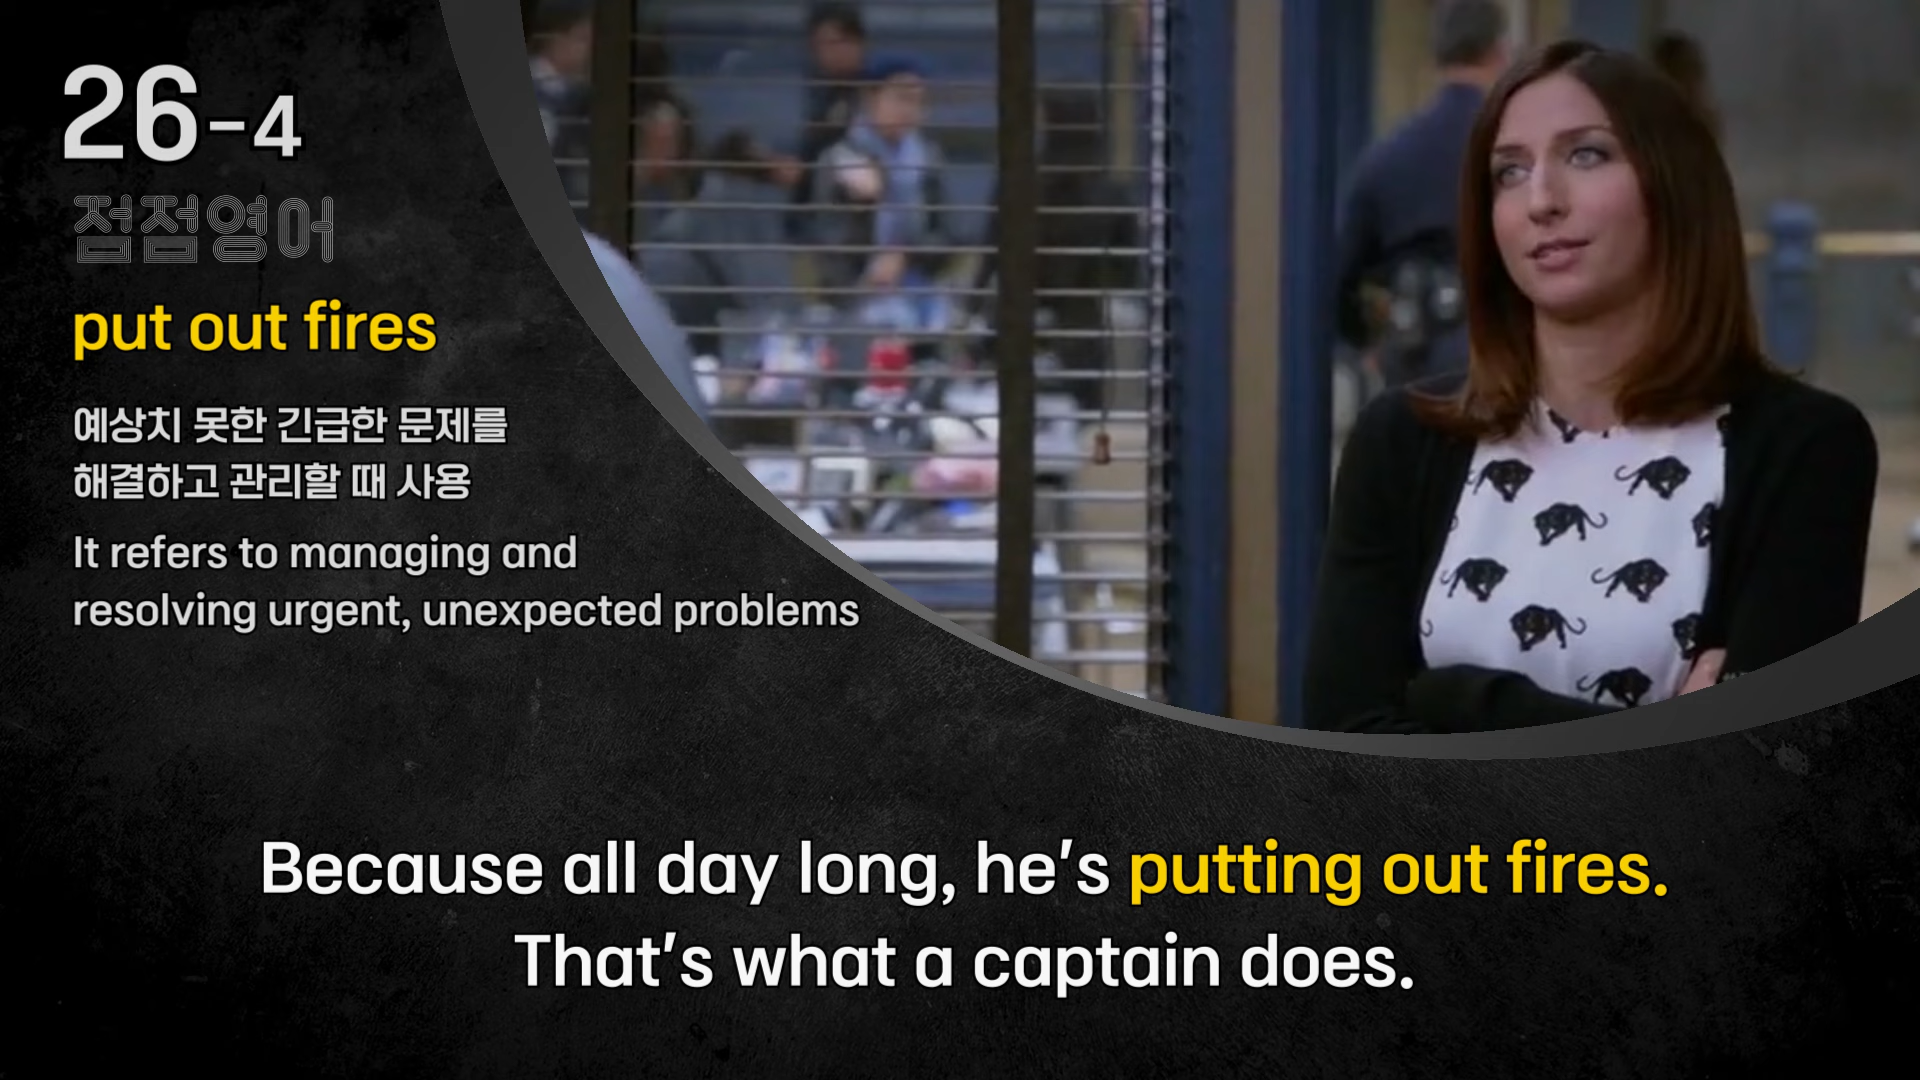 26-4
점점영어
put out fires
예상치 못한 긴급한 문제를
해결하고 관리할 때 사용
It refers to managing and
resolving urgent, unexpected problems
Because all day long, he's putting out fires.
That's what a captain does.